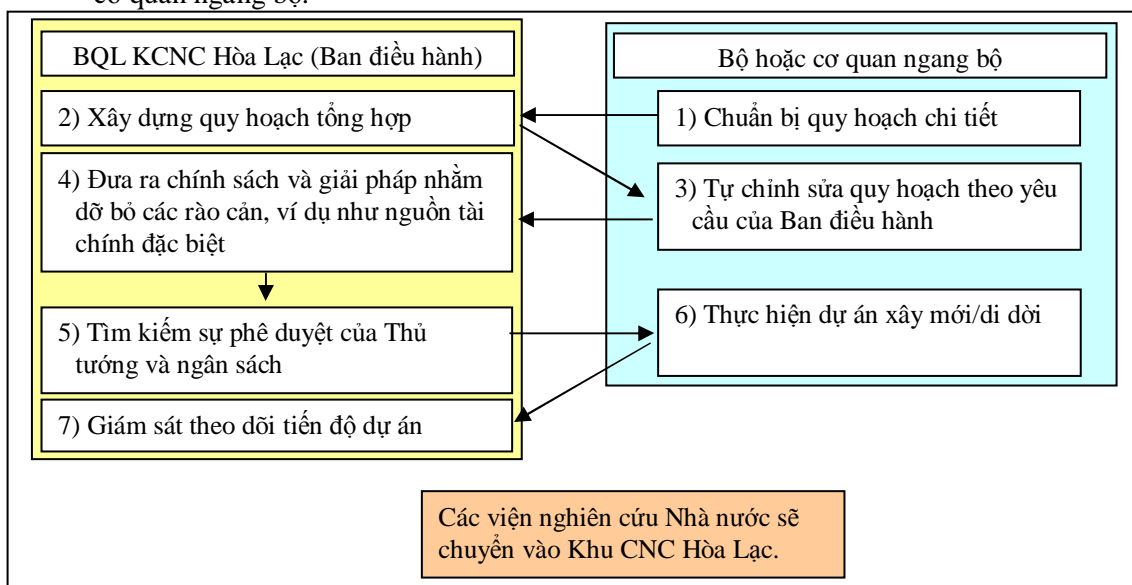 cơ quan ngang bộ.
BQL KCNC Hòa Lạc (Ban điều hành)
Bộ hoặc cơ quan ngang bộ
2) Xây dựng quy hoạch tổng hợp
1) Chuẩn bị quy hoạch chi tiết
4) Đưa ra chính sách và giải pháp nhằm
dỡ bỏ các rào cản, ví dụ như nguồn tài
chính đặc biệt
3) Tự chỉnh sửa quy hoạch theo yêu
cầu của Ban điều hành
5) Tìm kiếm sự phê duyệt của Thủ
tướng và ngân sách
6) Thực hiện dự án xây mới/di dời
7) Giám sát theo dõi tiến độ dự án
Các viện nghiên cứu Nhà nước sẽ
chuyển vào Khu CNC Hòa Lạc.